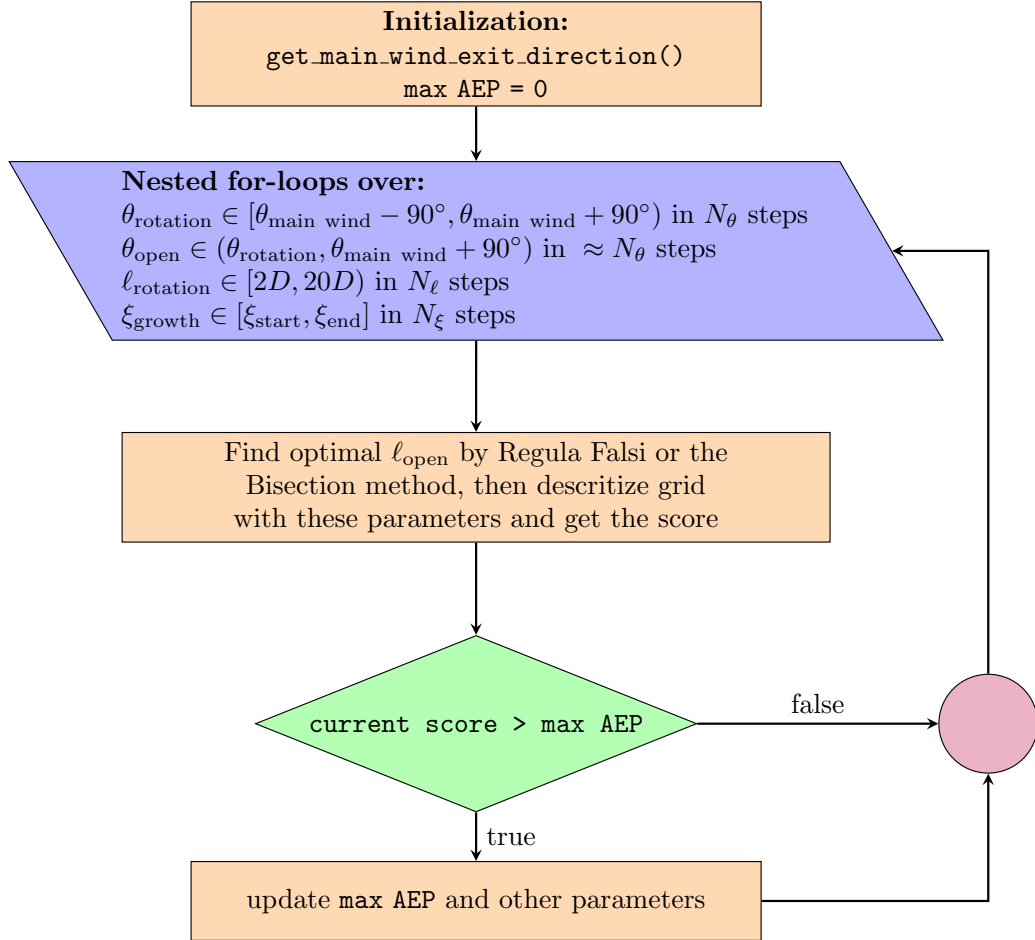 Initialization:
get_main_wind_exit_direction()
max AEP = 0
Nested for-loops over:
θ_rotation ∈ [θ_main wind − 90°, θ_main wind + 90°) in N_θ steps
θ_open ∈ (θ_rotation, θ_main wind + 90°) in ≈ N_θ steps
ℓ_rotation ∈ [2D, 20D) in N_ℓ steps
ξ_growth ∈ [ξ_start, ξ_end] in N_ξ steps
Find optimal ℓ_open by Regula Falsi or the
Bisection method, then descritize grid
with these parameters and get the score
current score > max AEP
false
true
update max AEP and other parameters